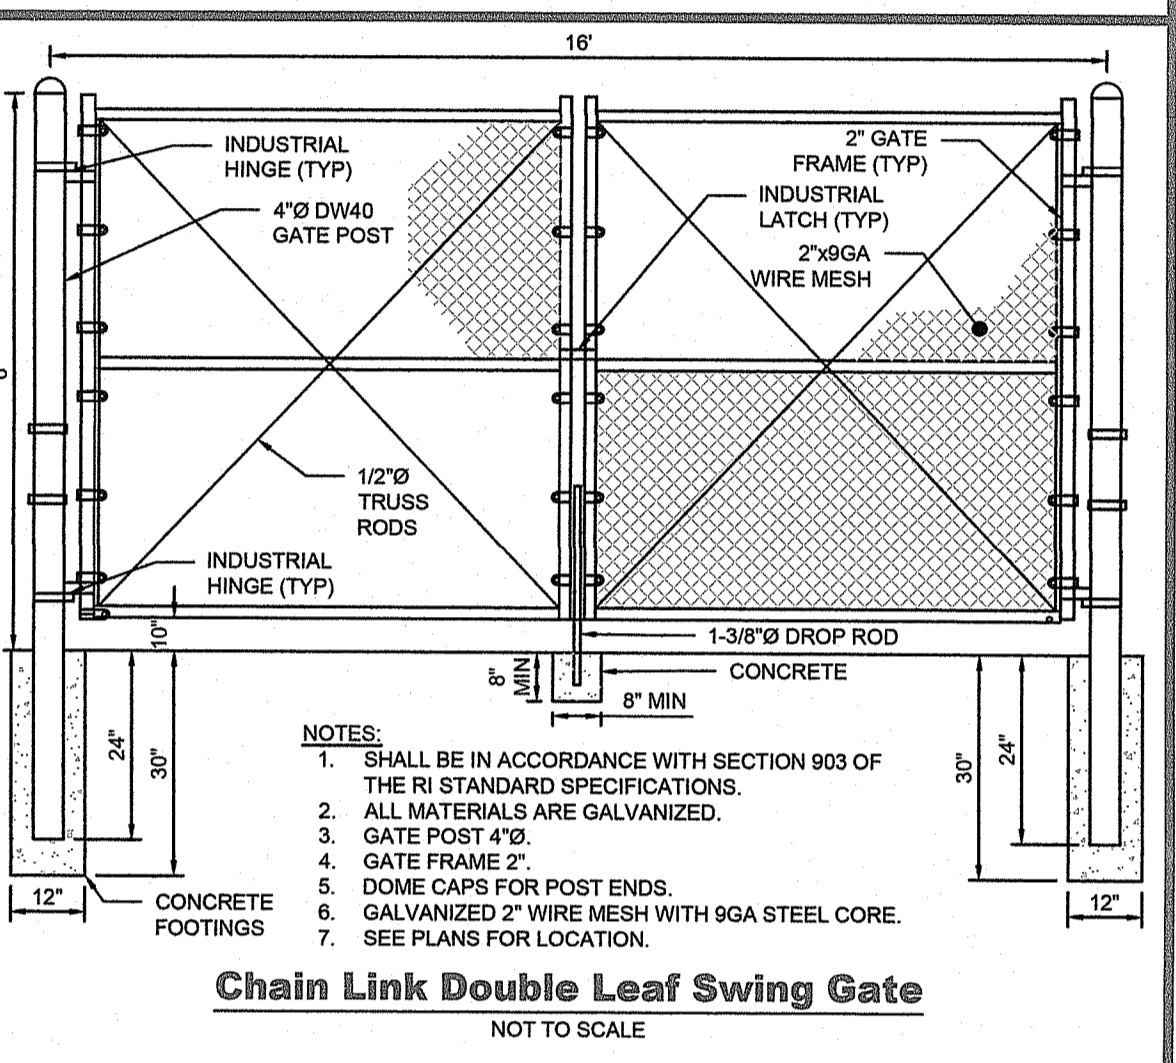 16'
INDUSTRIAL
HINGE (TYP)
4"Ø DW40
GATE POST
2" GATE
FRAME (TYP)
INDUSTRIAL
LATCH (TYP)
2"x9GA
WIRE MESH
1/2"Ø
TRUSS
RODS
INDUSTRIAL
HINGE (TYP)
10"
1-3/8"Ø DROP ROD
CONCRETE
8"
MIN
8" MIN
24"
30"
30"
24"
12"
CONCRETE
FOOTINGS
12"
NOTES:
1. SHALL BE IN ACCORDANCE WITH SECTION 903 OF
THE RI STANDARD SPECIFICATIONS.
2. ALL MATERIALS ARE GALVANIZED.
3. GATE POST 4"Ø.
4. GATE FRAME 2".
5. DOME CAPS FOR POST ENDS.
6. GALVANIZED 2" WIRE MESH WITH 9GA STEEL CORE.
7. SEE PLANS FOR LOCATION.
Chain Link Double Leaf Swing Gate
NOT TO SCALE